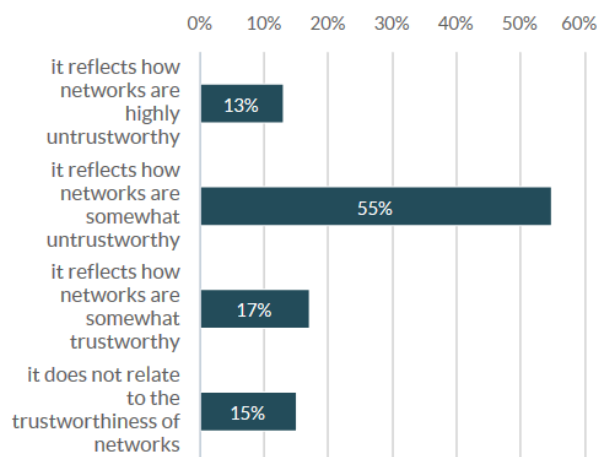 0% 10% 20% 30% 40% 50% 60%
it reflects how
networks are
highly
untrustworthy
13%
it reflects how
networks are
somewhat
untrustworthy
55%
it reflects how
networks are
somewhat
trustworthy
17%
it does not relate
to the
trustworthiness of
networks
15%